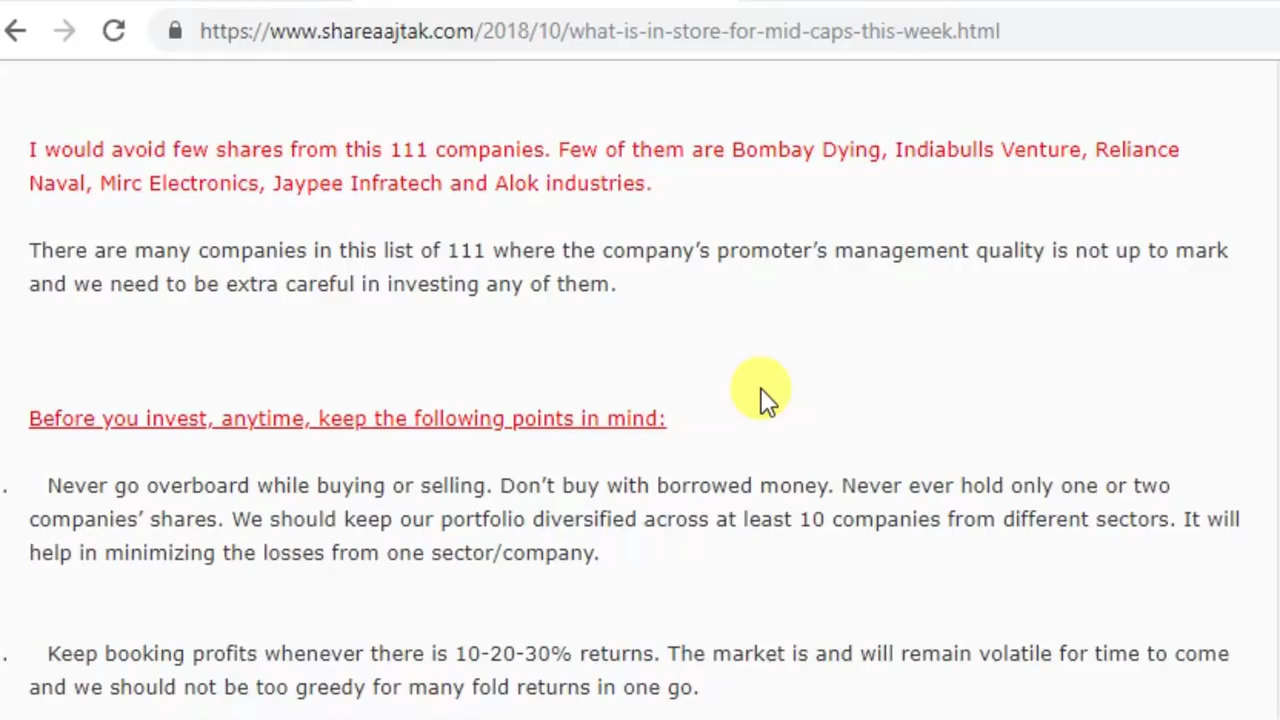 https://www.shareaajtak.com/2018/10/what-is-in-store-for-mid-caps-this-week.html
I would avoid few shares from this 111 companies. Few of them are Bombay Dying, Indiabulls Venture, Reliance
Naval, Mirc Electronics, Jaypee Infratech and Alok industries.
There are many companies in this list of 111 where the company’s promoter’s management quality is not up to mark
and we need to be extra careful in investing any of them.
Before you invest, anytime, keep the following points in mind:
. Never go overboard while buying or selling. Don’t buy with borrowed money. Never ever hold only one or two
companies’ shares. We should keep our portfolio diversified across at least 10 companies from different sectors. It will
help in minimizing the losses from one sector/company.
. Keep booking profits whenever there is 10-20-30% returns. The market is and will remain volatile for time to come
and we should not be too greedy for many fold returns in one go.